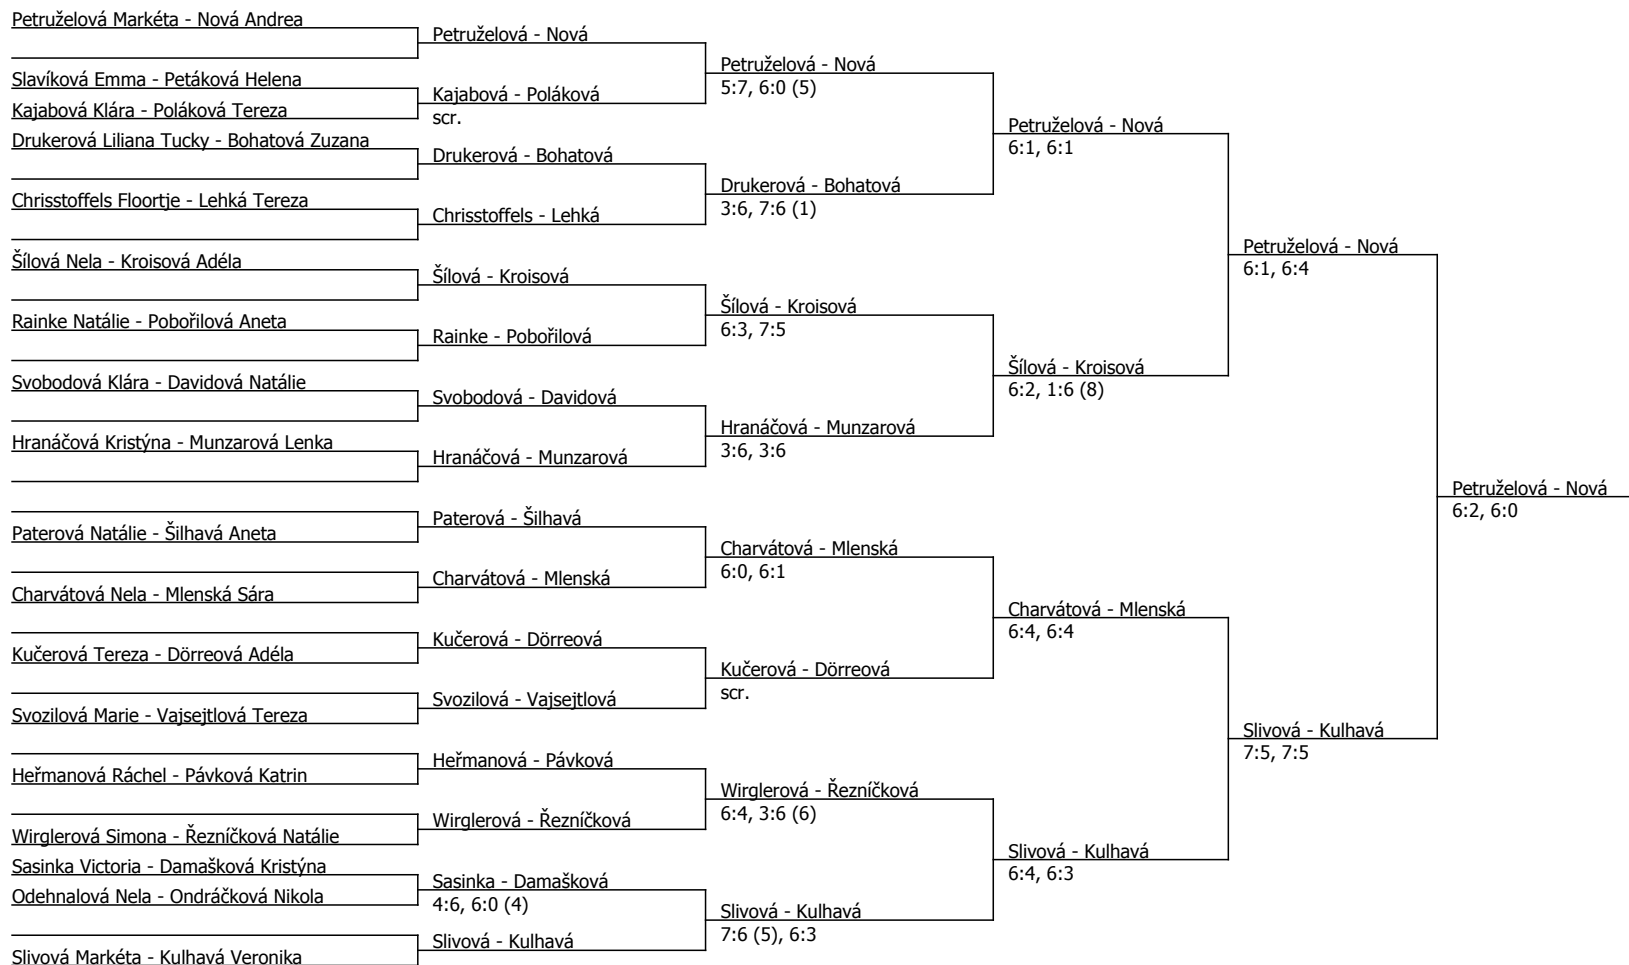 Petruželová Markéta - Nová Andrea
Slavíková Emma - Petáková Helena
Kajabová Klára - Poláková Tereza
Drukerová Liliana Tucky - Bohatová Zuzana
Chrisstoffels Floortje - Lehká Tereza
Šílová Nela - Kroisová Adéla
Rainke Natálie - Pobořilová Aneta
Svobodová Klára - Davidová Natálie
Hranáčová Kristýna - Munzarová Lenka
Paterová Natálie - Šilhavá Aneta
Charvátová Nela - Mlenská Sára
Kučerová Tereza - Dörreová Adéla
Svozilová Marie - Vajsejtlová Tereza
Heřmanová Ráchel - Pávková Katrin
Wirglerová Simona - Řezníčková Natálie
Sasinka Victoria - Damašková Kristýna
Odehnalová Nela - Ondráčková Nikola
Slivová Markéta - Kulhavá Veronika
Petruželová - Nová
Kajabová - Poláková
scr.
Drukerová - Bohatová
Chrisstoffels - Lehká
Šílová - Kroisová
Rainke - Pobořilová
Svobodová - Davidová
Hranáčová - Munzarová
Paterová - Šilhavá
Charvátová - Mlenská
Kučerová - Dörreová
Svozilová - Vajsejtlová
Heřmanová - Pávková
Wirglerová - Řezníčková
Sasinka - Damašková
4:6, 6:0 (4)
Slivová - Kulhavá
Petruželová - Nová
5:7, 6:0 (5)
Drukerová - Bohatová
3:6, 7:6 (1)
Šílová - Kroisová
6:3, 7:5
Hranáčová - Munzarová
3:6, 3:6
Charvátová - Mlenská
6:0, 6:1
Kučerová - Dörreová
scr.
Wirglerová - Řezníčková
6:4, 3:6 (6)
Slivová - Kulhavá
7:6 (5), 6:3
Petruželová - Nová
6:1, 6:1
Šílová - Kroisová
6:2, 1:6 (8)
Charvátová - Mlenská
6:4, 6:4
Slivová - Kulhavá
6:4, 6:3
Petruželová - Nová
6:1, 6:4
Slivová - Kulhavá
7:5, 7:5
Petruželová - Nová
6:2, 6:0